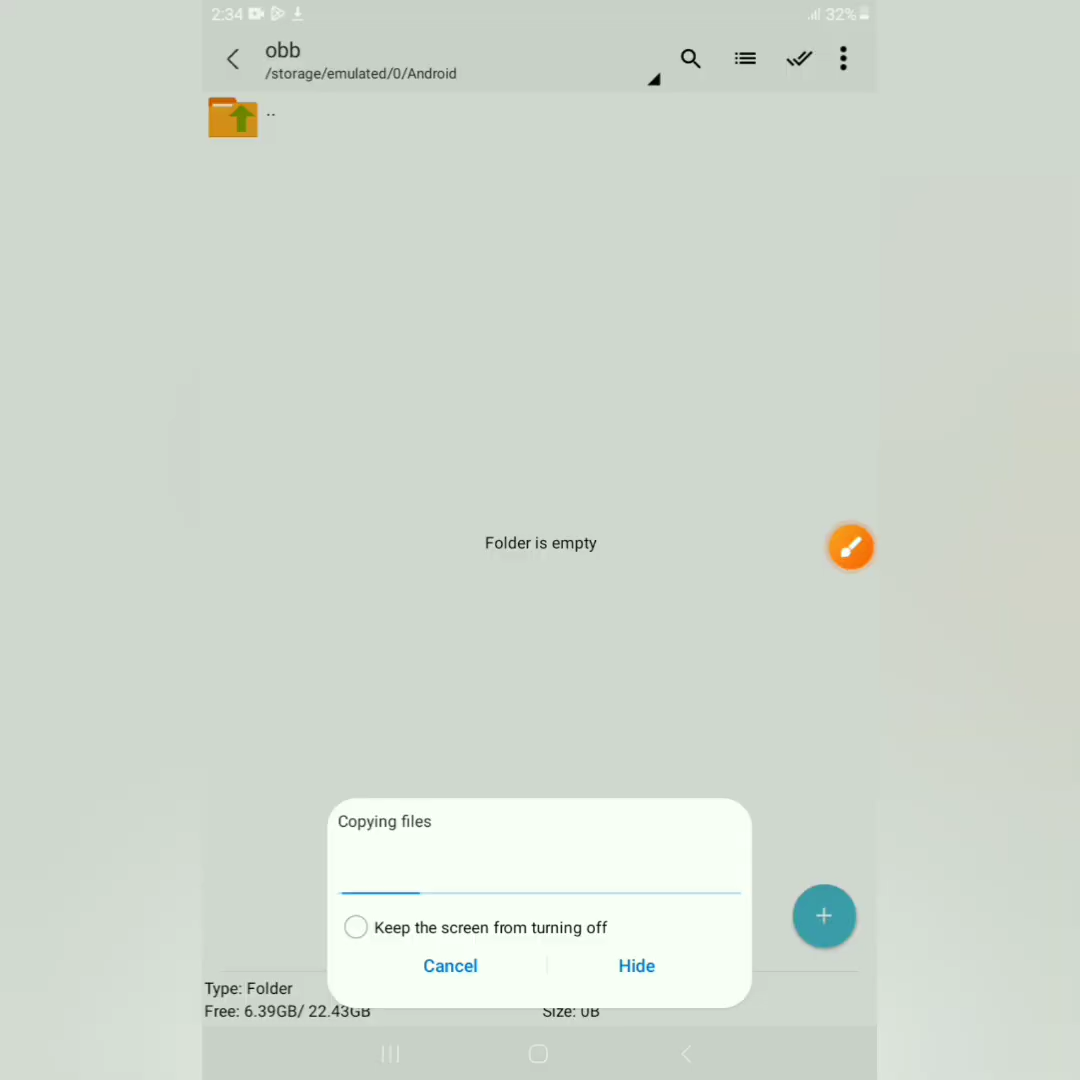 2:34
32%
obb
/storage/emulated/0/Android
..
Folder is empty
Copying files
Keep the screen from turning off
Cancel
Hide
Type: Folder
Free: 6.39GB/ 22.43GB
Size: 0B